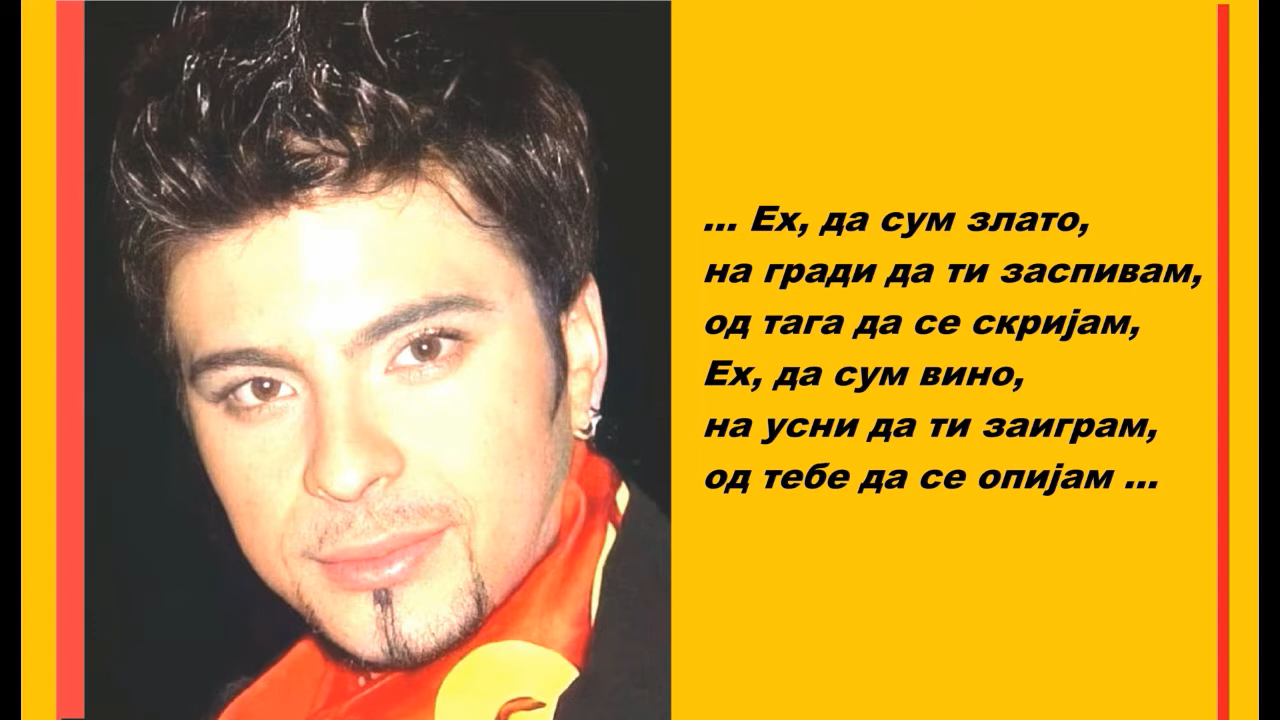 ... Ех, да сум злато,
на гради да ти заспивам,
од тага да се скријам,
Ех, да сум вино,
на усни да ти заиграм,
од тебе да се опијам ...